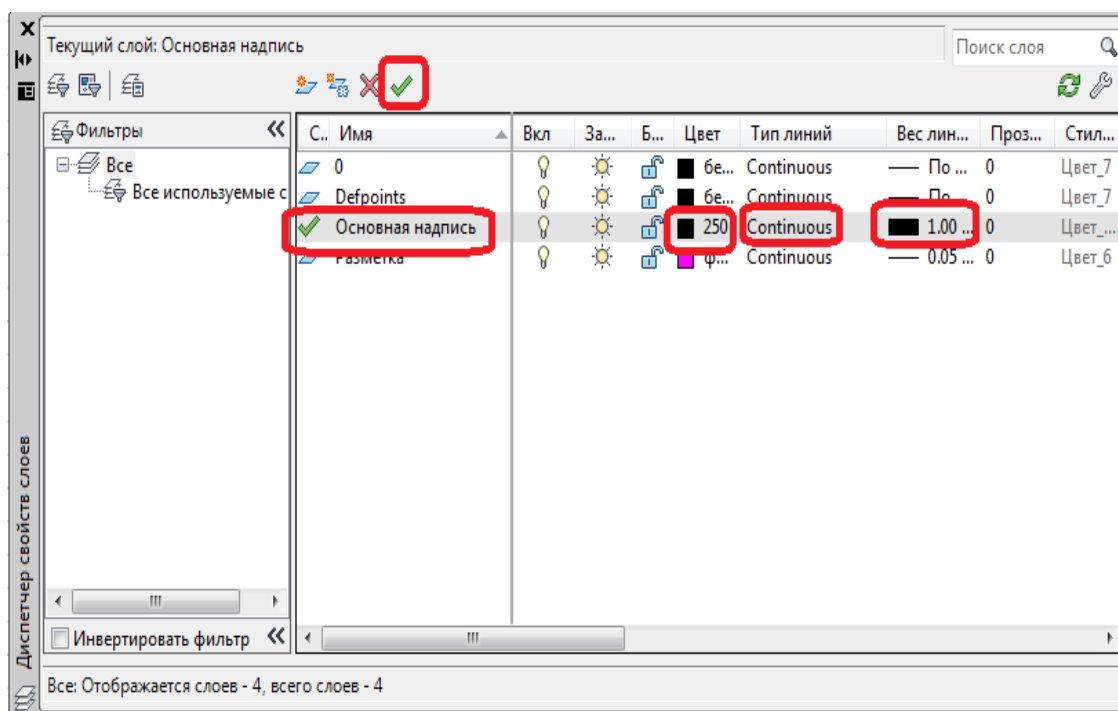 Текущий слой: Основная надпись
Поиск слоя
Фильтры
С.. Имя Вкл За... Б... Цвет Тип линий Вес лин... Проз... Стил...
Все
Все используемые с
0 бе... Continuous По ... 0 Цвет_7
Defpoints бе... Continuous По ... 0 Цвет_7
Основная надпись 250 Continuous 1.00 ... 0 Цвет_...
Разметка ф... Continuous 0.05 ... 0 Цвет_6
Инвертировать фильтр
Все: Отображается слоев - 4, всего слоев - 4
Диспетчер свойств слоев